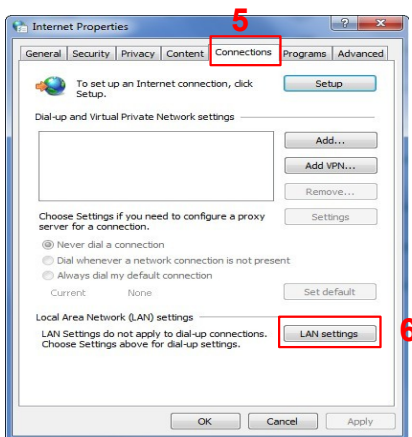 Internet Properties
5
General Security Privacy Content Connections Programs Advanced
To set up an Internet connection, click
Setup.
Setup
Dial-up and Virtual Private Network settings
Add...
Add VPN...
Remove...
Choose Settings if you need to configure a proxy
server for a connection.
Settings
Never dial a connection
Dial whenever a network connection is not present
Always dial my default connection
Current None
Set default
Local Area Network (LAN) settings
LAN Settings do not apply to dial-up connections.
Choose Settings above for dial-up settings.
LAN settings
6
OK Cancel Apply